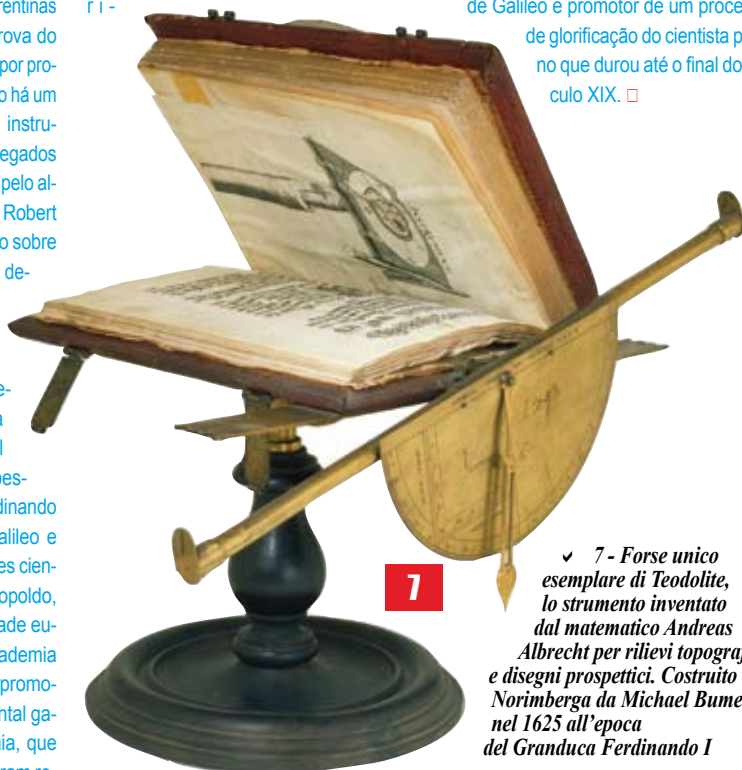 rentinas
rova do
por pro-
o há um
instru-
egados
pelo al-
Robert
o sobre
de-
e-
a
l
pes-
dinando
alileo e
es cien-
opoldo,
ade eu-
ademia
promo-
ntal ga-
nia, que
r i -
de Galileo e promotor de um proce
de glorificação do cientista p
no que durou até o final do
culo XIX. □
7
7 - Forse unico
esemplare di Teodolite,
lo strumento inventato
dal matematico Andreas
Albrecht per rilievi topograf
e disegni prospettici. Costruito
Norimberga da Michael Bume
nel 1625 all'epoca
del Granduca Ferdinando I